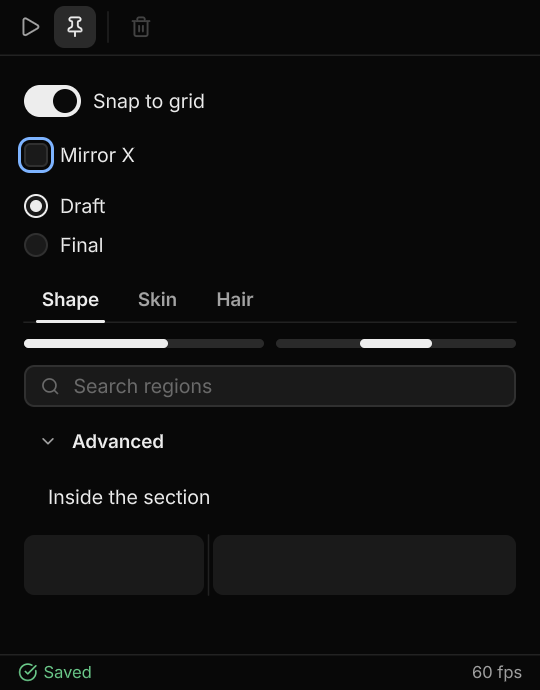 Snap to grid
Mirror X
Draft
Final
Shape Skin Hair
Search regions
Advanced
Inside the section
Saved 60 fps